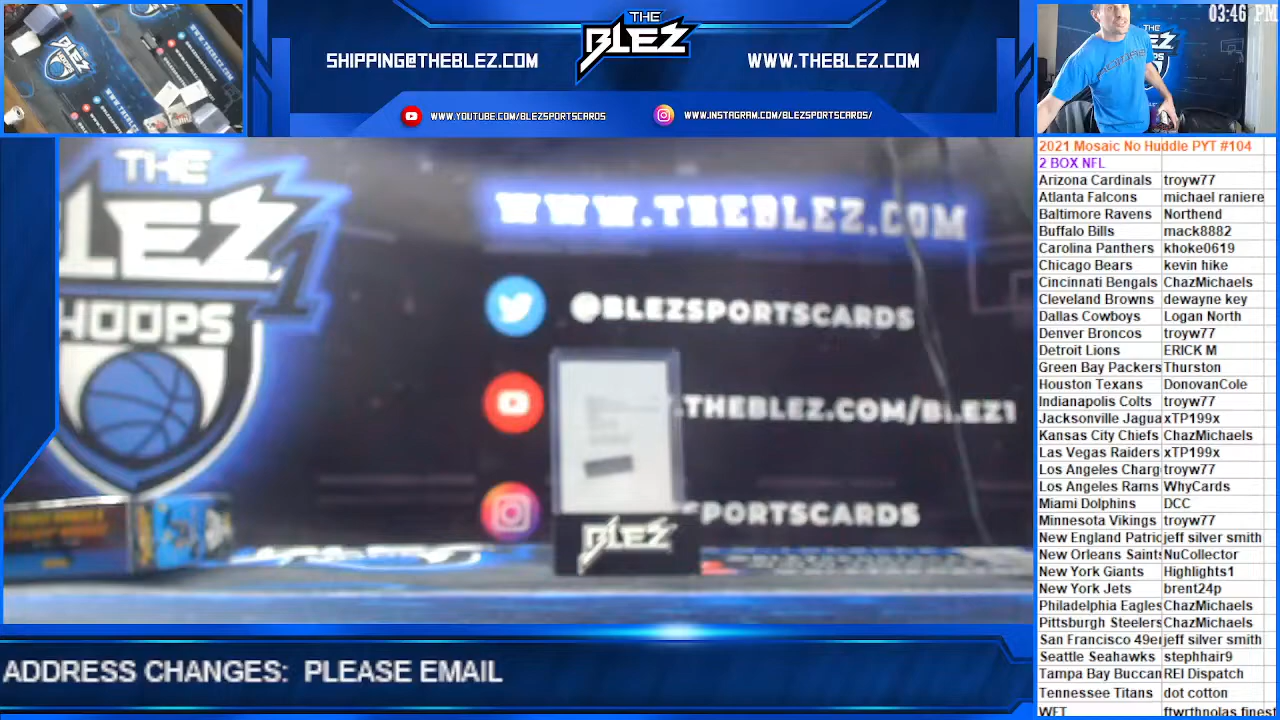 THE
BLEZ
SHIPPING@THEBLEZ.COM
WWW.THEBLEZ.COM
WWW.YOUTUBE.COM/BLEZSPORTSCARDS
WWW.INSTAGRAM.COM/BLEZSPORTSCARDS/
03:46 PM
THE
LEZ
1
HOOPS
WWW.THEBLEZ.COM
@BLEZSPORTSCARDS
.THEBLEZ.COM/BLEZ1
SPORTSCARDS
BLEZ
2021 Mosaic No Huddle PYT #104
2 BOX NFL
Arizona Cardinals troyw77
Atlanta Falcons michael raniere
Baltimore Ravens Northend
Buffalo Bills mack8882
Carolina Panthers khoke0619
Chicago Bears kevin hike
Cincinnati Bengals ChazMichaels
Cleveland Browns dewayne key
Dallas Cowboys Logan North
Denver Broncos troyw77
Detroit Lions ERICK M
Green Bay Packers Thurston
Houston Texans DonovanCole
Indianapolis Colts troyw77
Jacksonville Jagua xTP199x
Kansas City Chiefs ChazMichaels
Las Vegas Raiders xTP199x
Los Angeles Charg troyw77
Los Angeles Rams WhyCards
Miami Dolphins DCC
Minnesota Vikings troyw77
New England Patric jeff silver smith
New Orleans Saints NuCollector
New York Giants Highlights1
New York Jets brent24p
Philadelphia Eagles ChazMichaels
Pittsburgh Steelers ChazMichaels
San Francisco 49er jeff silver smith
Seattle Seahawks stephhair9
Tampa Bay Buccan REI Dispatch
Tennessee Titans dot cotton
WFT ftwrthnolas finest
ADDRESS CHANGES: PLEASE EMAIL